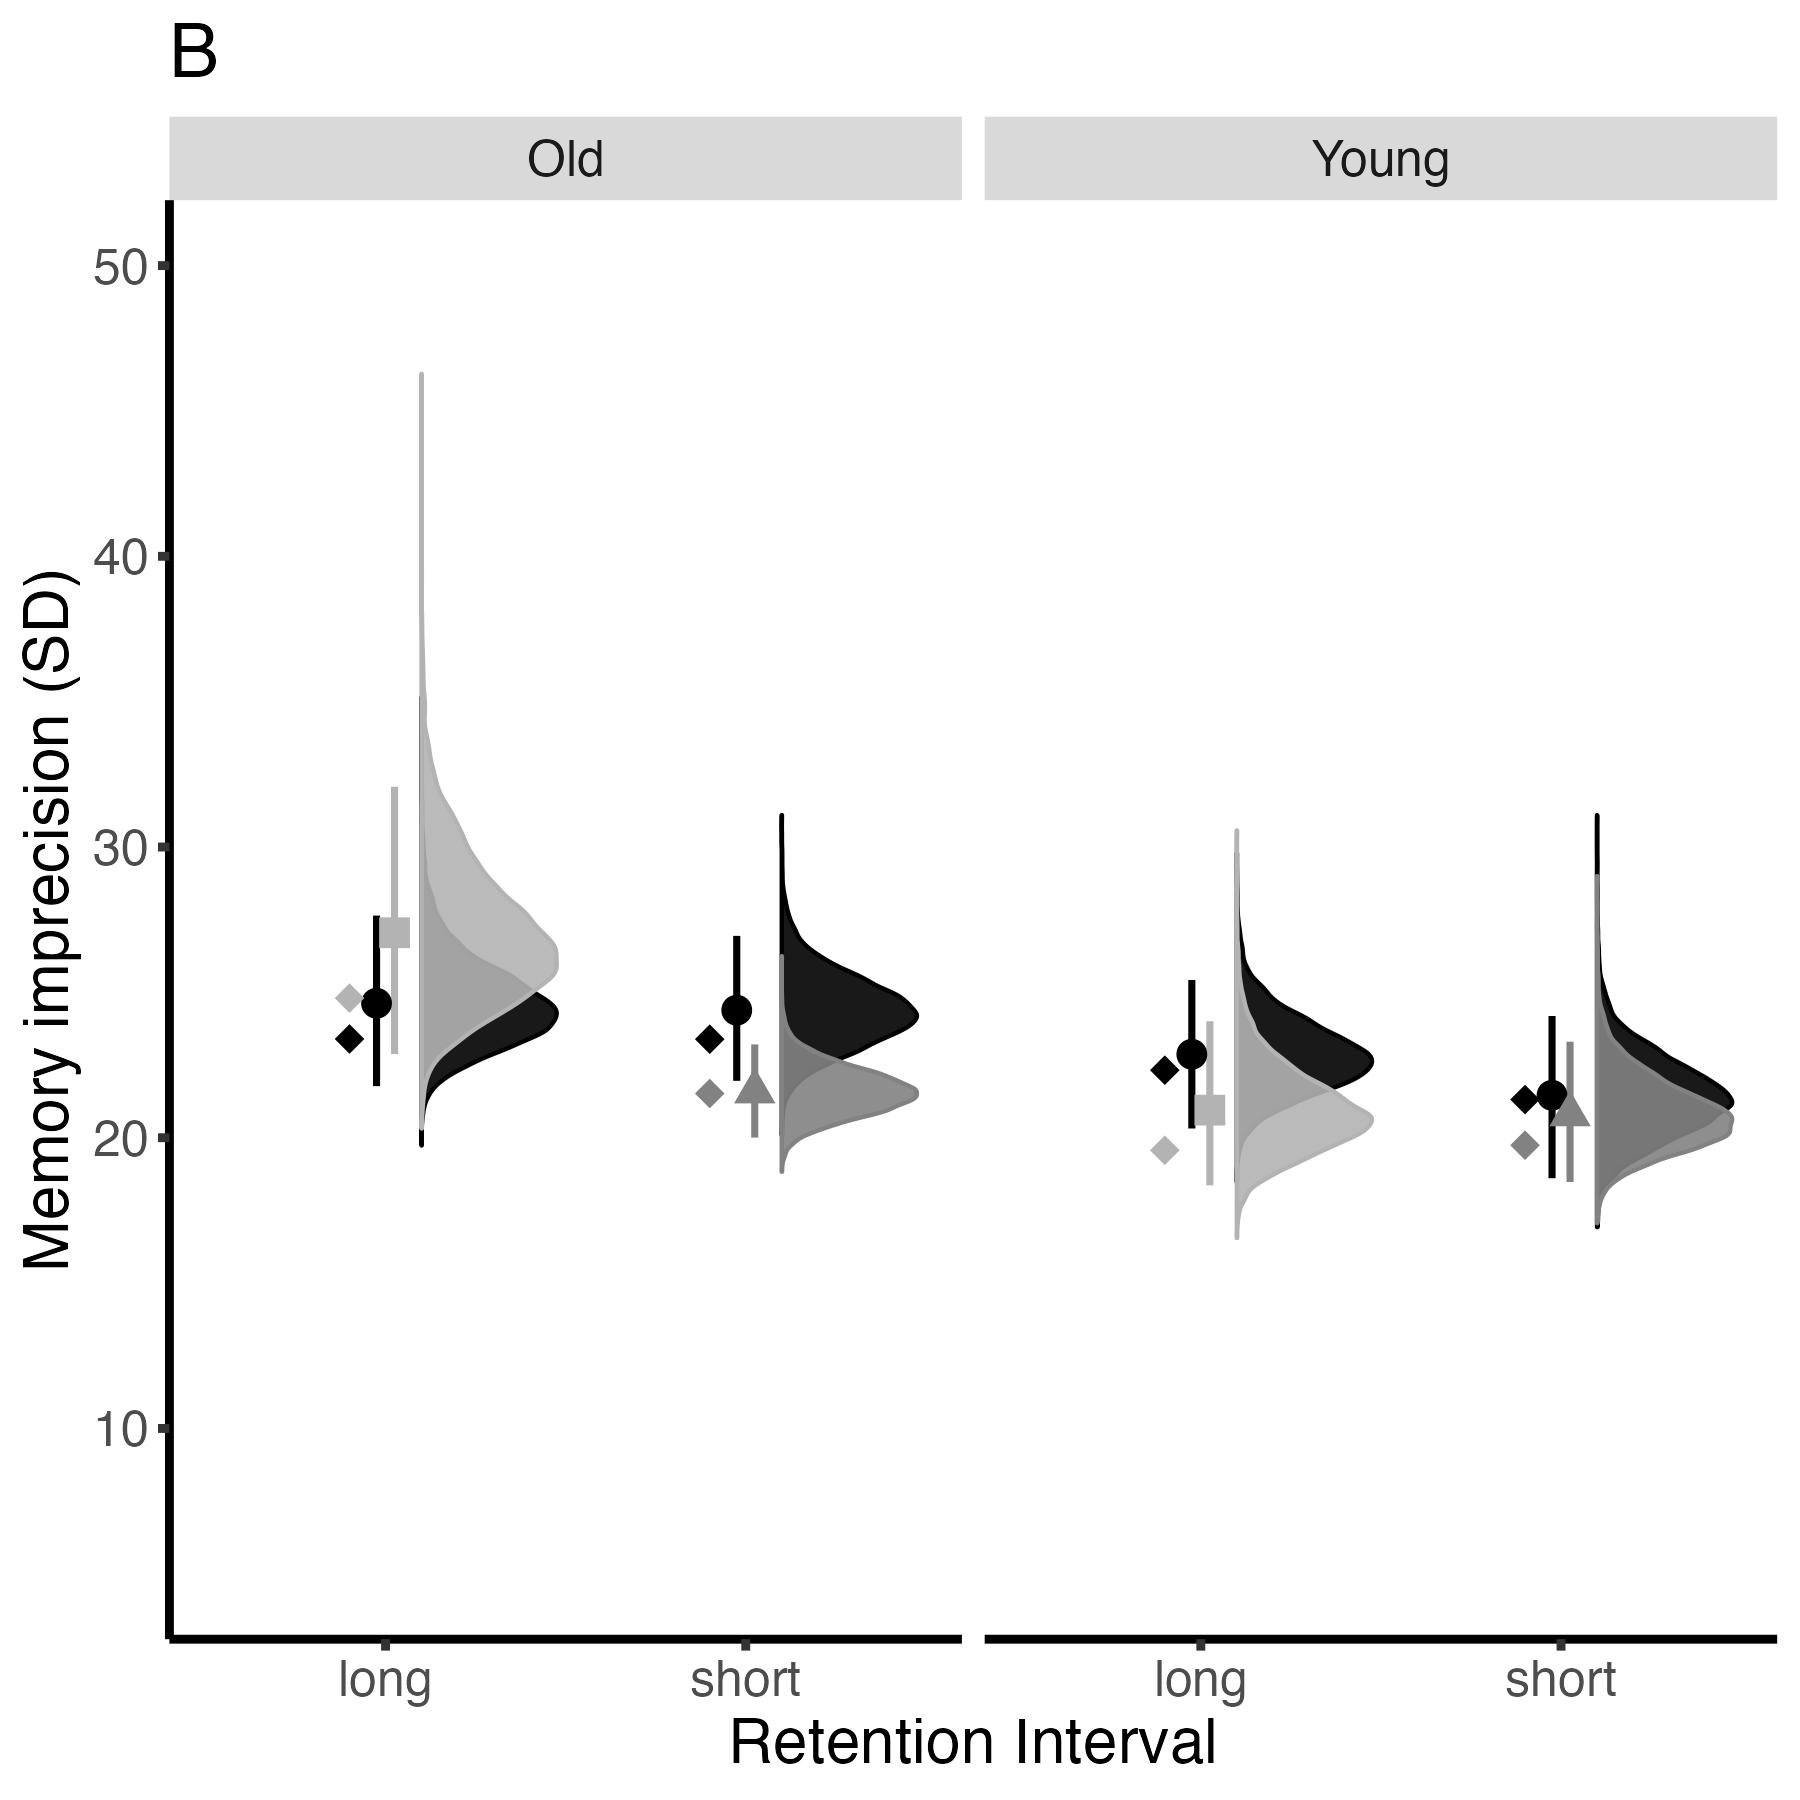 B
Old
Young
50
40
30
20
10
Memory imprecision (SD)
long
short
long
short
Retention Interval